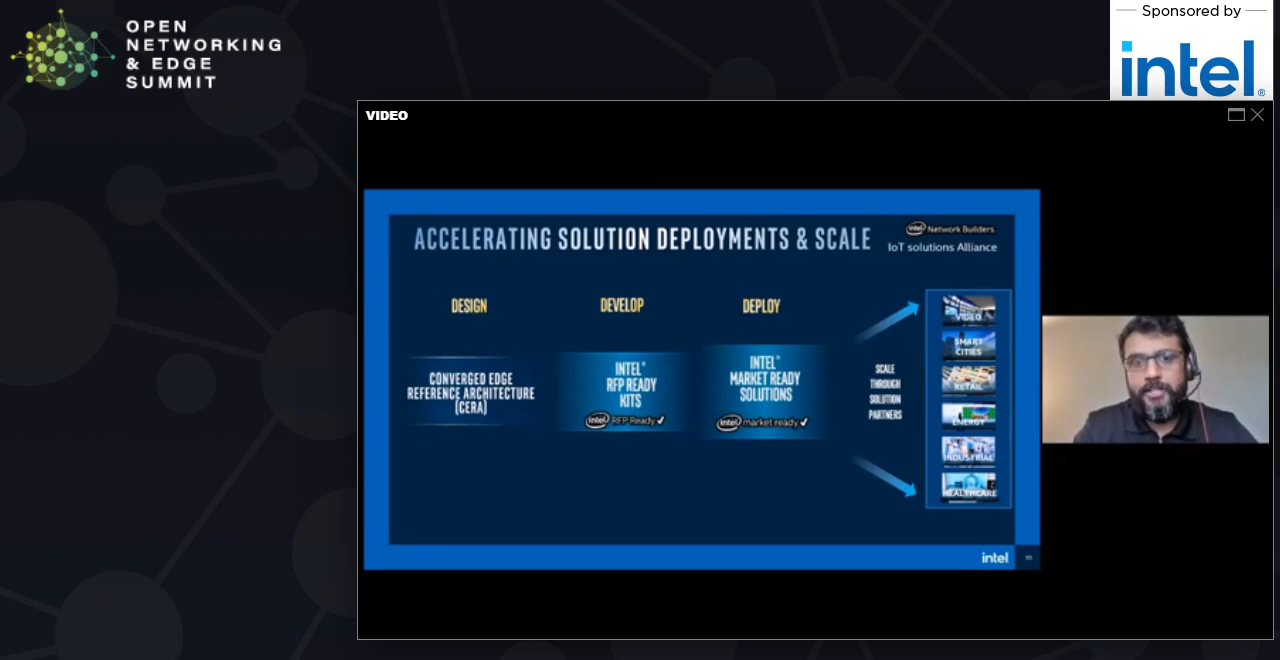 OPEN
NETWORKING
& EDGE
SUMMIT
Sponsored by
intel®
VIDEO
ACCELERATING SOLUTION DEPLOYMENTS & SCALE
intel Network Builders
IoT solutions Alliance
DESIGN
DEVELOP
DEPLOY
CONVERGED EDGE
REFERENCE ARCHITECTURE
(CERA)
INTEL®
RFP READY
KITS
intel RFP Ready
INTEL®
MARKET READY
SOLUTIONS
intel market ready
SCALE
THROUGH
SOLUTION
PARTNERS
VIDEO
SMART
CITIES
RETAIL
ENERGY
INDUSTRIAL
HEALTHCARE
intel